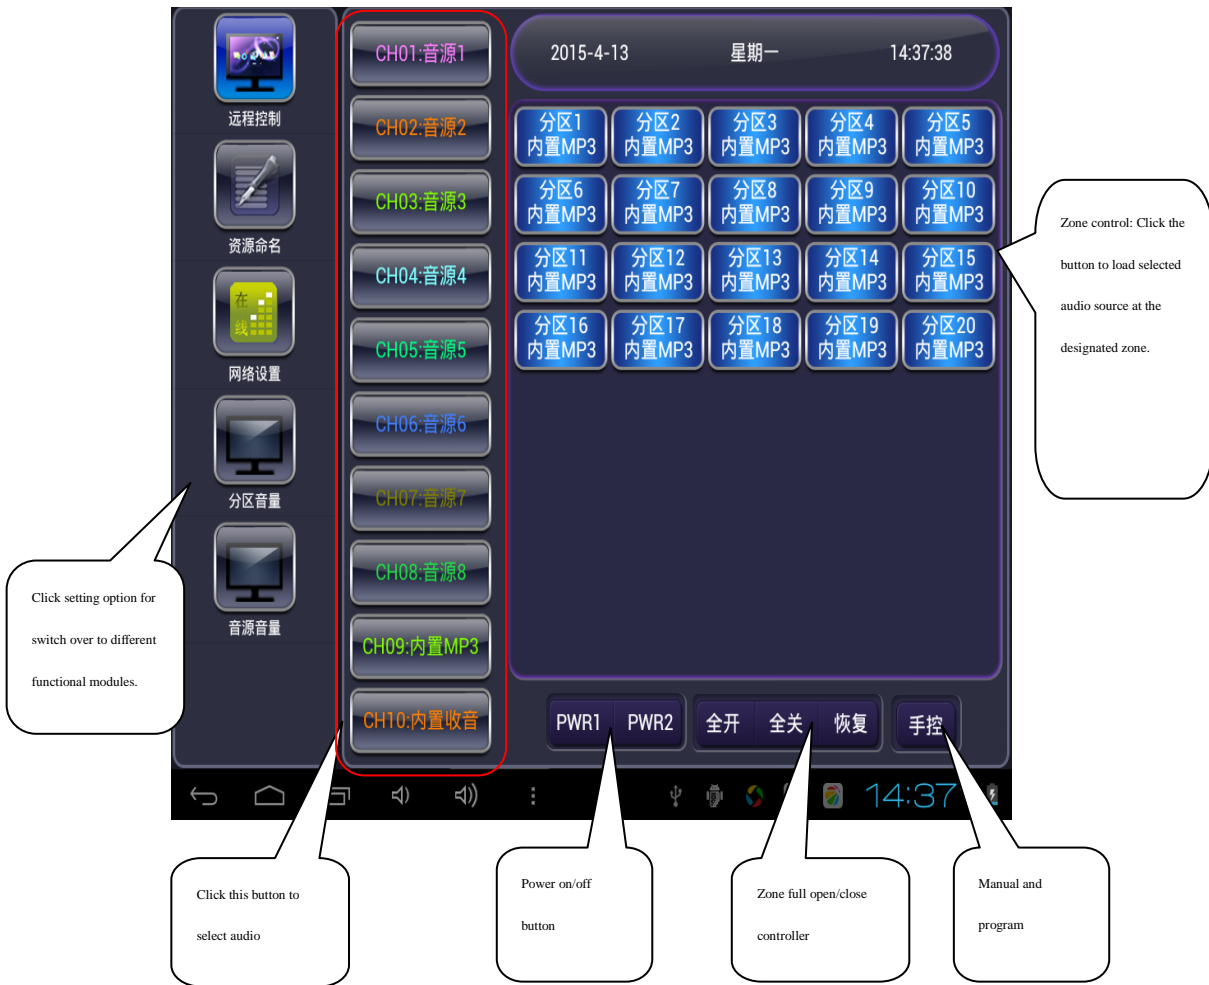 远程控制
资源命名
在线
网络设置
分区音量
音源音量
CH01:音源1
CH02:音源2
CH03:音源3
CH04:音源4
CH05:音源5
CH06:音源6
CH07:音源7
CH08:音源8
CH09:内置MP3
CH10:内置收音
2015-4-13 星期一 14:37:38
分区1 分区2 分区3 分区4 分区5
内置MP3 内置MP3 内置MP3 内置MP3 内置MP3
分区6 分区7 分区8 分区9 分区10
内置MP3 内置MP3 内置MP3 内置MP3 内置MP3
分区11 分区12 分区13 分区14 分区15
内置MP3 内置MP3 内置MP3 内置MP3 内置MP3
分区16 分区17 分区18 分区19 分区20
内置MP3 内置MP3 内置MP3 内置MP3 内置MP3
PWR1 PWR2 全开 全关 恢复 手控
14:37
Zone control: Click the
button to load selected
audio source at the
designated zone.
Click setting option for
switch over to different
functional modules.
Click this button to
select audio
Power on/off
button
Zone full open/close
controller
Manual and
program